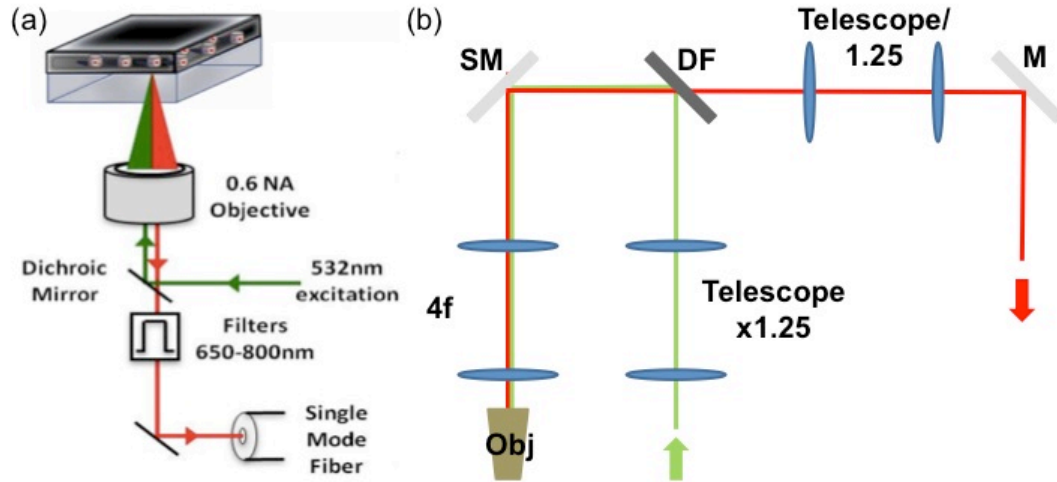 (a)
0.6 NA
Objective
Dichroic
Mirror
532nm
excitation
Filters
650-800nm
Single
Mode
Fiber
(b)
SM
DF
Telescope/
1.25
M
4f
Telescope
x1.25
Obj